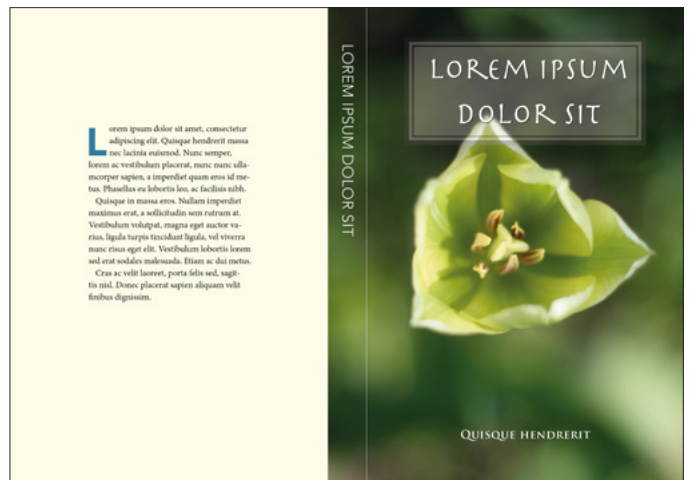 Lorem ipsum dolor sit amet, consectetur
adipiscing elit. Quisque hendrerit massa
nec lacinia euismod. Nunc semper,
lorem ac vestibulum placerat, nunc nunc ulla-
mcorper sapien, a imperdiet quam eros id me-
tus. Phasellus eu lobortis leo, ac facilisis nibh.
Quisque in massa eros. Nullam imperdiet
maximus erat, a sollicitudin sem rutrum at.
Vestibulum volutpat, magna eget auctor va-
rius, ligula turpis tincidunt ligula, vel viverra
nunc risus eget elit. Vestibulum lobortis lorem
sed erat sodales malesuada. Etiam ac dui metus.
Cras ac velit laoreet, porta felis sed, sagit-
tis nisl. Donec placerat sapien aliquam velit
finibus dignissim.
LOREM IPSUM DOLOR SIT
LOREM IPSUM
DOLOR SIT
QUISQUE HENDRERIT